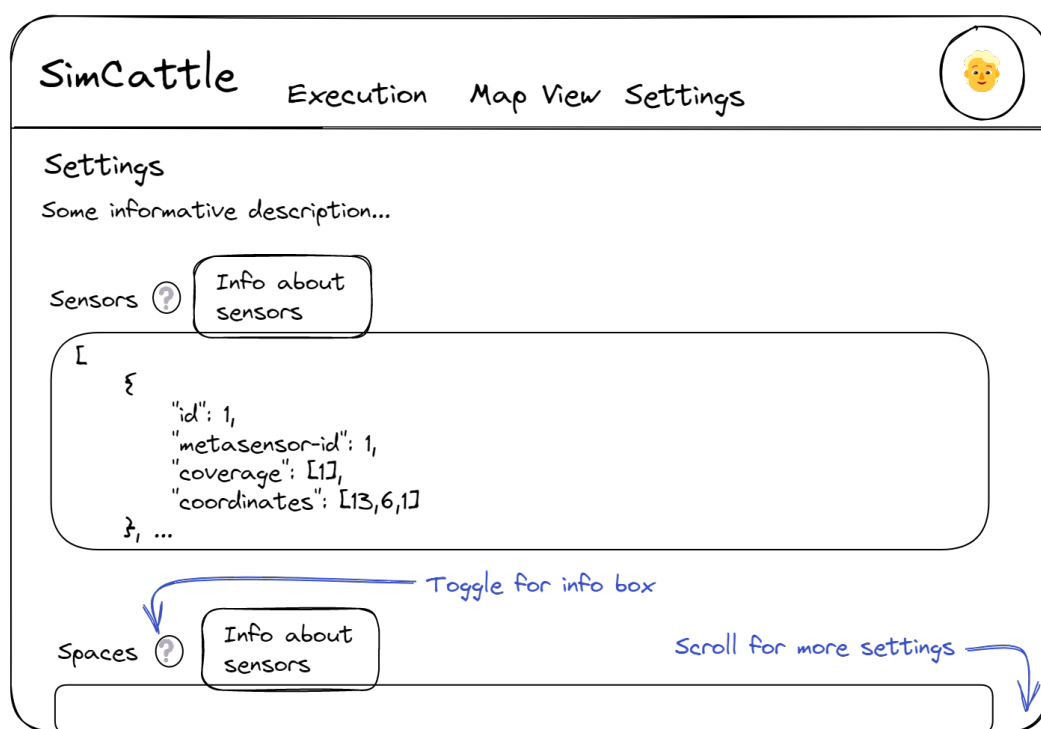 SimCattle
Execution Map View Settings
Settings
Some informative description...
Sensors ?
Info about
sensors
[
{
"id": 1,
"metasensor-id": 1,
"coverage": [1],
"coordinates": [13,6,1]
}, ...
Toggle for info box
Spaces ?
Info about
sensors
Scroll for more settings